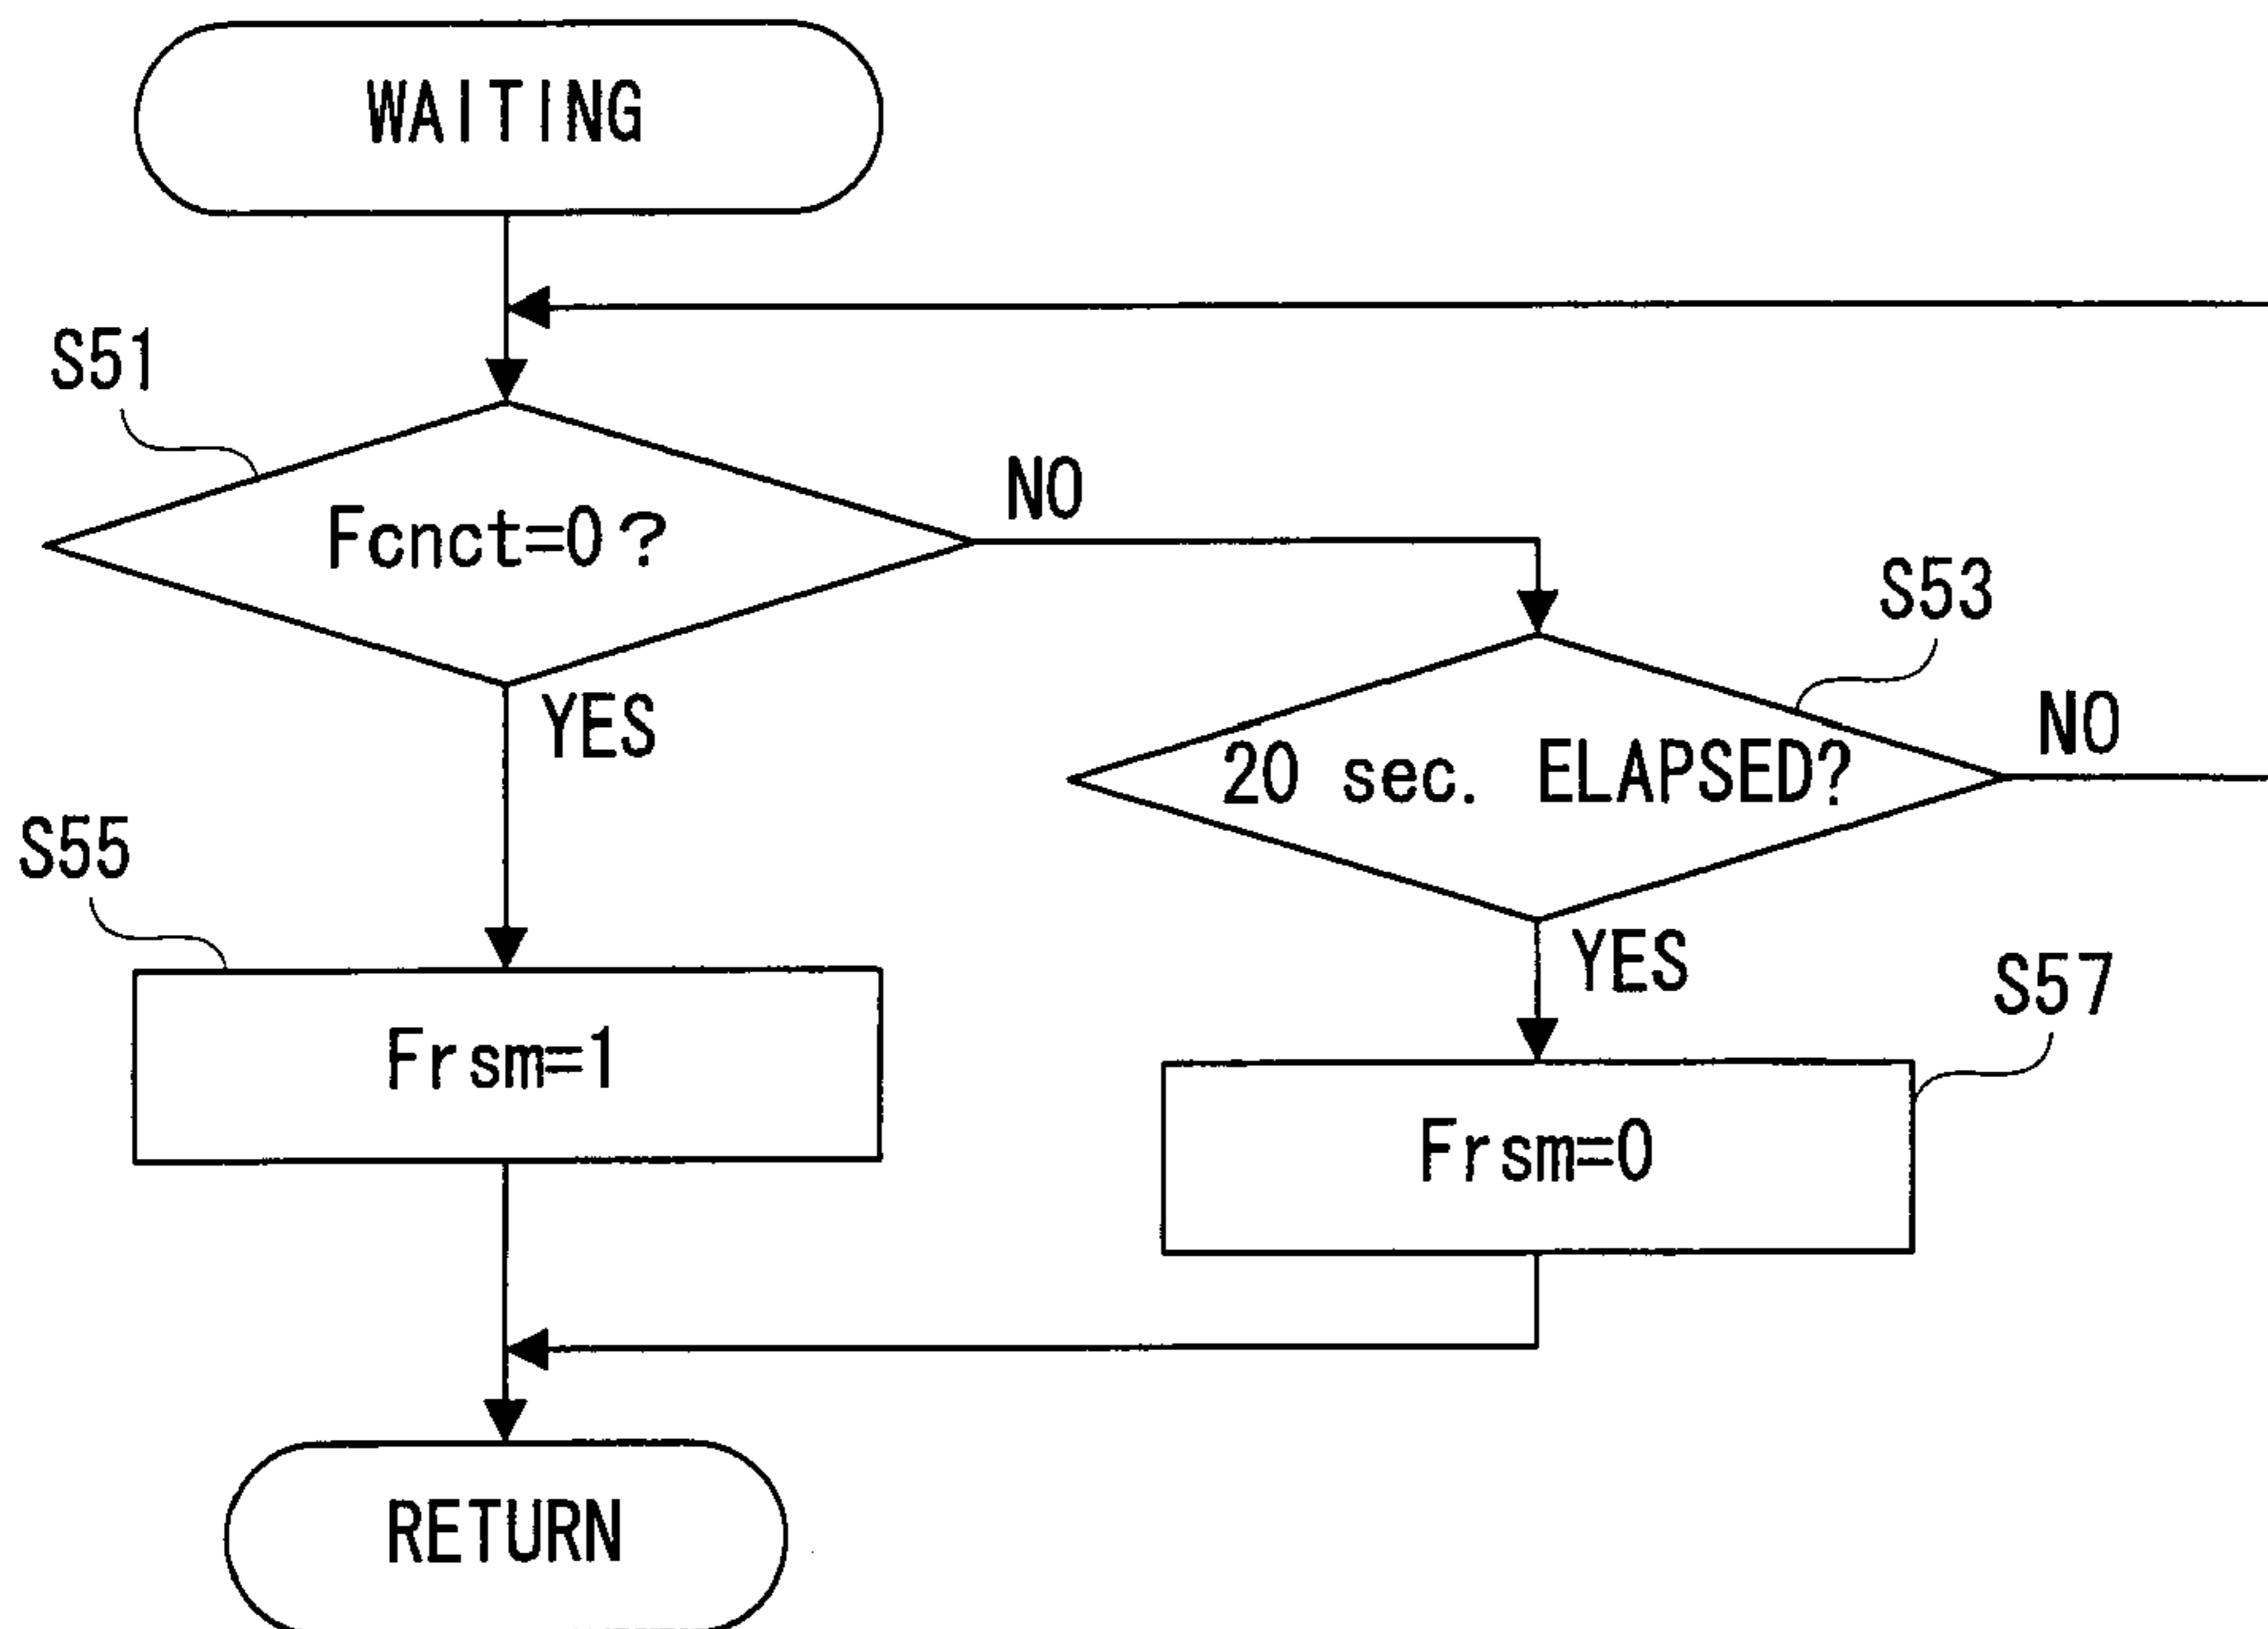 WAITING
S51
Fcnct=0?
NO
YES
S53
20 sec. ELAPSED?
NO
YES
S55
Frsm=1
S57
Frsm=0
RETURN